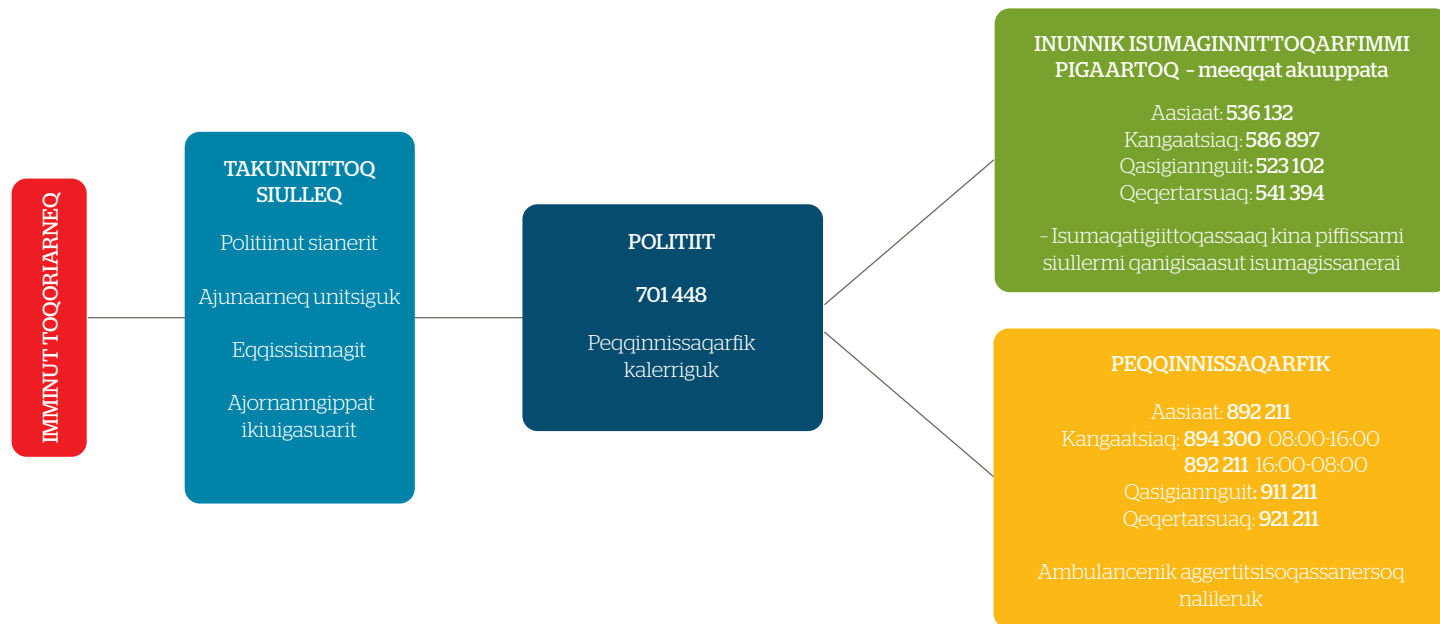 IMMINUT TOQORIARNEQ
TAKUNNITTOQ
SIULLEQ
Politiinut sianerit
Ajunaarneq unitsiguk
Eqqissisimagit
Ajornanngippat
ikiuigasuarit
POLITIIT
701 448
Peqqinnissaqarfik
kalerriguk
INUNNIK ISUMAGINNITTOQARFIMMI
PIGAARTOQ – meeqqat akuuppata
Aasiaat: 536 132
Kangaatsiaq: 586 897
Qasigiannguit: 523 102
Qeqertarsuaq: 541 394
– Isumaqatigiittoqassaaq kina piffissami
siullermi qanigisaasut isumagissanerai
PEQQINNISSAQARFIK
Aasiaat: 892 211
Kangaatsiaq: 894 300 08:00-16:00
892 211 16:00-08:00
Qasigiannguit: 911 211
Qeqertarsuaq: 921 211
Ambulancenik aggertitsisoqassanersoq
nalileruk